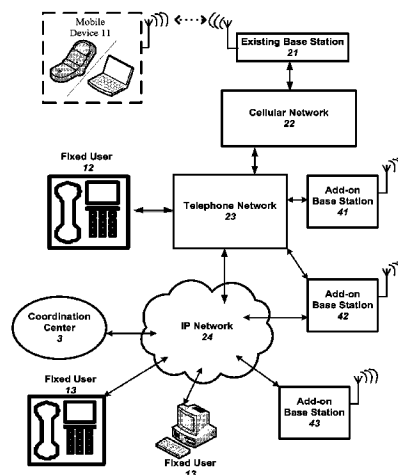 Mobile
Device 11
Existing Base Station
21
Cellular Network
22
Fixed User
12
Telephone Network
23
Add-on
Base Station
41
Add-on
Base Station
42
Coordination
Center
3
IP Network
24
Fixed User
13
Add-on
Base Station
43
Fixed User
13